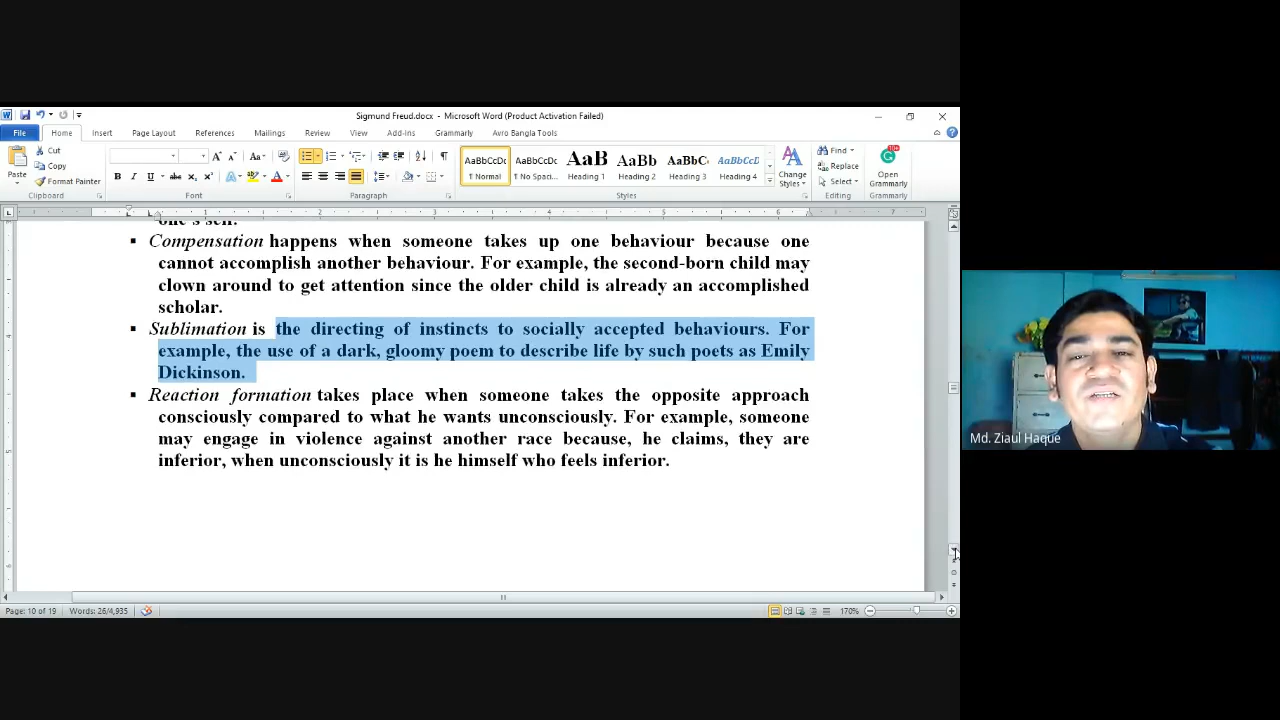 Sigmund Freud.docx - Microsoft Word (Product Activation Failed)
File Home Insert Page Layout References Mailings Review View Add-Ins Grammarly Avro Bangla Tools
Cut
Copy
Format Painter
Paste
Clipboard
Font
Paragraph
AaBbCcDc AaBbCcDc AaB AaBb AaBbC AaBbCcD
¶ Normal ¶ No Spaci... Heading 1 Heading 2 Heading 3 Heading 4
Styles
Change Styles
Find
Replace
Select
Editing
Open Grammarly
Grammarly
one's self.
▪ Compensation happens when someone takes up one behaviour because one
cannot accomplish another behaviour. For example, the second-born child may
clown around to get attention since the older child is already an accomplished
scholar.
▪ Sublimation is the directing of instincts to socially accepted behaviours. For
example, the use of a dark, gloomy poem to describe life by such poets as Emily
Dickinson.
▪ Reaction formation takes place when someone takes the opposite approach
consciously compared to what he wants unconsciously. For example, someone
may engage in violence against another race because, he claims, they are
inferior, when unconsciously it is he himself who feels inferior.
Page: 10 of 19 Words: 26/4,935 170%
Md. Ziaul Haque